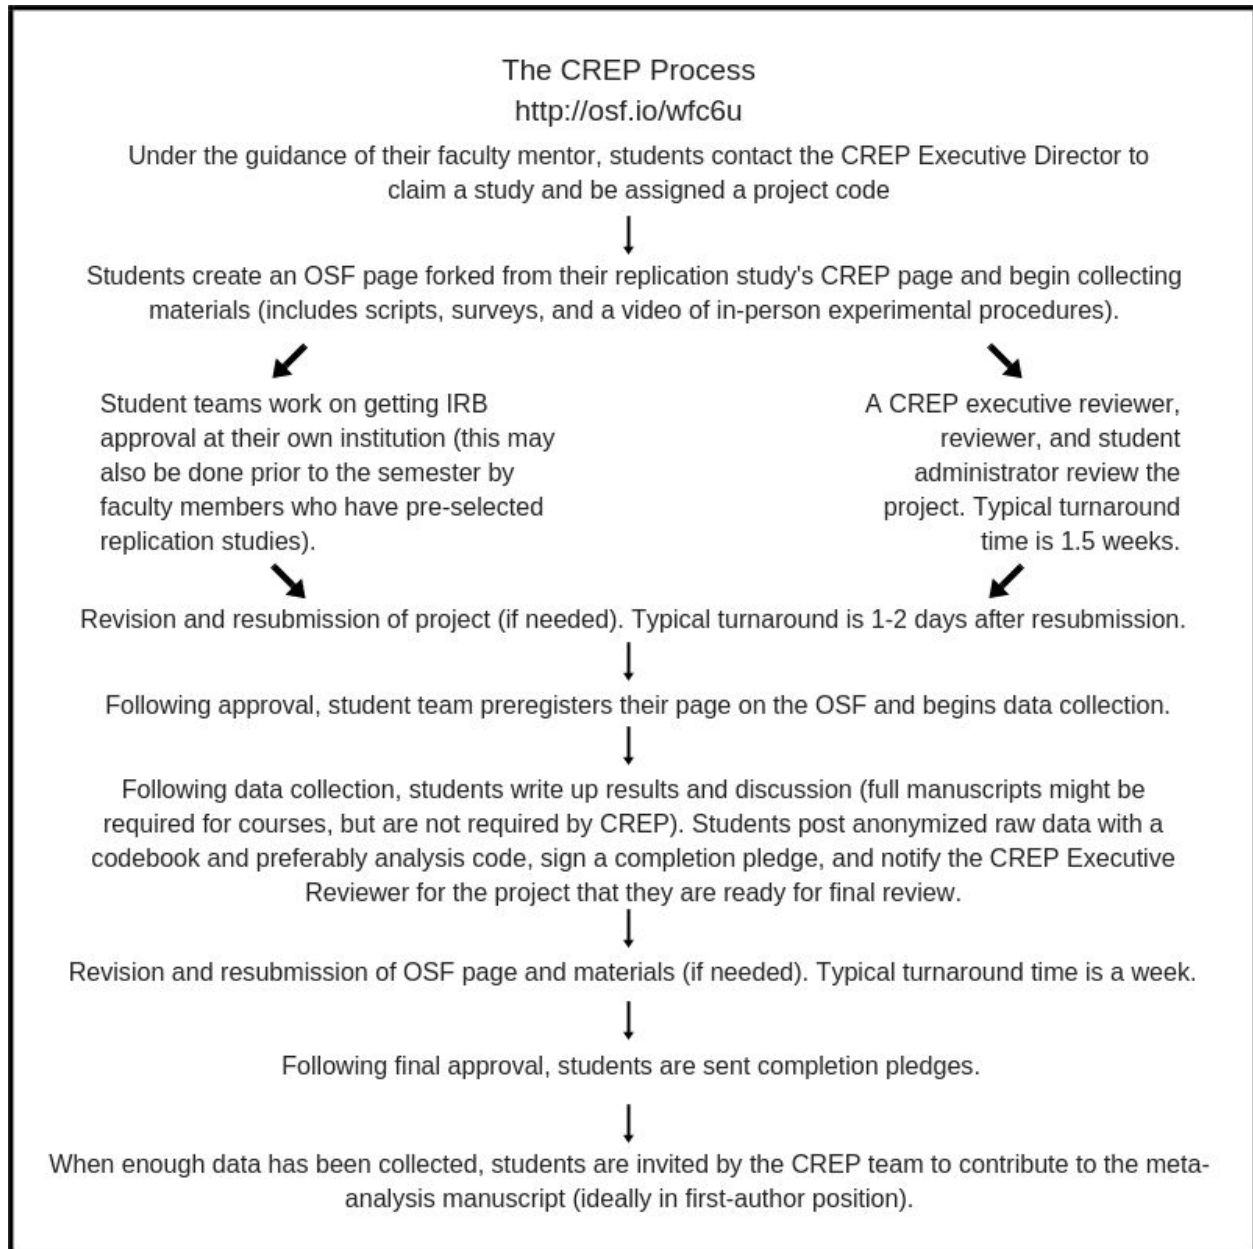 The CREP Process
http://osf.io/wfc6u
Under the guidance of their faculty mentor, students contact the CREP Executive Director to
claim a study and be assigned a project code
Students create an OSF page forked from their replication study's CREP page and begin collecting
materials (includes scripts, surveys, and a video of in-person experimental procedures).
Student teams work on getting IRB
approval at their own institution (this may
also be done prior to the semester by
faculty members who have pre-selected
replication studies).
A CREP executive reviewer,
reviewer, and student
administrator review the
project. Typical turnaround
time is 1.5 weeks.
Revision and resubmission of project (if needed). Typical turnaround is 1-2 days after resubmission.
Following approval, student team preregisters their page on the OSF and begins data collection.
Following data collection, students write up results and discussion (full manuscripts might be
required for courses, but are not required by CREP). Students post anonymized raw data with a
codebook and preferably analysis code, sign a completion pledge, and notify the CREP Executive
Reviewer for the project that they are ready for final review.
Revision and resubmission of OSF page and materials (if needed). Typical turnaround time is a week.
Following final approval, students are sent completion pledges.
When enough data has been collected, students are invited by the CREP team to contribute to the meta-
analysis manuscript (ideally in first-author position).